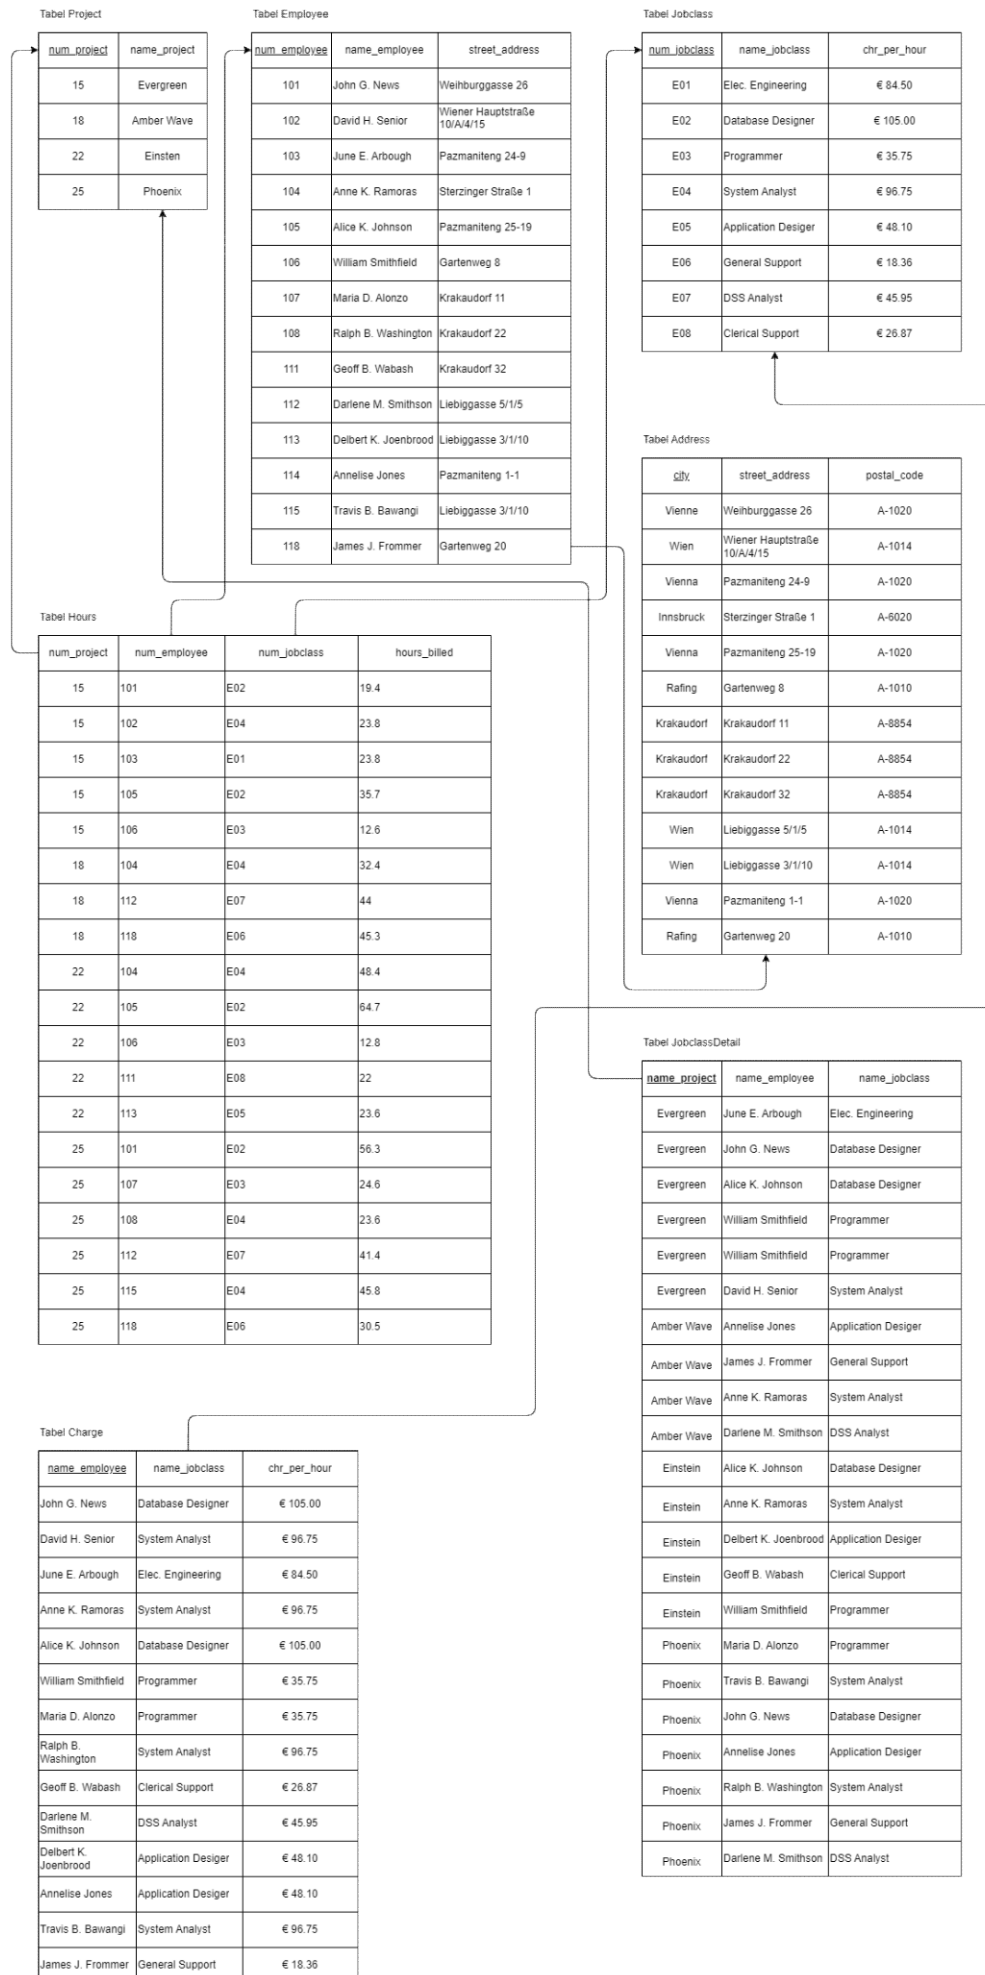 Tabel Project
num_project name_project
15 Evergreen
18 Amber Wave
22 Einsten
25 Phoenix
Tabel Employee
num_employee name_employee street_address
101 John G. News Weihburggasse 26
102 David H. Senior Wiener Hauptstraße
10/A/4/15
103 June E. Arbough Pazmaniteng 24-9
104 Anne K. Ramoras Sterzinger Straße 1
105 Alice K. Johnson Pazmaniteng 25-19
106 William Smithfield Gartenweg 8
107 Maria D. Alonzo Krakaudorf 11
108 Ralph B. Washington Krakaudorf 22
111 Geoff B. Wabash Krakaudorf 32
112 Darlene M. Smithson Liebiggasse 5/1/5
113 Delbert K. Joenbrood Liebiggasse 3/1/10
114 Annelise Jones Pazmaniteng 1-1
115 Travis B. Bawangi Liebiggasse 3/1/10
118 James J. Frommer Gartenweg 20
Tabel Jobclass
num_jobclass name_jobclass chr_per_hour
E01 Elec. Engineering € 84.50
E02 Database Designer € 105.00
E03 Programmer € 35.75
E04 System Analyst € 96.75
E05 Application Desiger € 48.10
E06 General Support € 18.36
E07 DSS Analyst € 45.95
E08 Clerical Support € 26.87
Tabel Address
city street_address postal_code
Vienne Weihburggasse 26 A-1020
Wien Wiener Hauptstraße
10/A/4/15 A-1014
Vienna Pazmaniteng 24-9 A-1020
Innsbruck Sterzinger Straße 1 A-6020
Vienna Pazmaniteng 25-19 A-1020
Rafing Gartenweg 8 A-1010
Krakaudorf Krakaudorf 11 A-8854
Krakaudorf Krakaudorf 22 A-8854
Krakaudorf Krakaudorf 32 A-8854
Wien Liebiggasse 5/1/5 A-1014
Wien Liebiggasse 3/1/10 A-1014
Vienna Pazmaniteng 1-1 A-1020
Rafing Gartenweg 20 A-1010
Tabel Hours
num_project num_employee num_jobclass hours_billed
15 101 E02 19.4
15 102 E04 23.8
15 103 E01 23.8
15 105 E02 35.7
15 106 E03 12.6
18 104 E04 32.4
18 112 E07 44
18 118 E06 45.3
22 104 E04 48.4
22 105 E02 64.7
22 106 E03 12.8
22 111 E08 22
22 113 E05 23.6
25 101 E02 56.3
25 107 E03 24.6
25 108 E04 23.6
25 112 E07 41.4
25 115 E04 45.8
25 118 E06 30.5
Tabel JobclassDetail
name_project name_employee name_jobclass
Evergreen June E. Arbough Elec. Engineering
Evergreen John G. News Database Designer
Evergreen Alice K. Johnson Database Designer
Evergreen William Smithfield Programmer
Evergreen William Smithfield Programmer
Evergreen David H. Senior System Analyst
Amber Wave Annelise Jones Application Desiger
Amber Wave James J. Frommer General Support
Amber Wave Anne K. Ramoras System Analyst
Amber Wave Darlene M. Smithson DSS Analyst
Einstein Alice K. Johnson Database Designer
Einstein Anne K. Ramoras System Analyst
Einstein Delbert K. Joenbrood Application Desiger
Einstein Geoff B. Wabash Clerical Support
Einstein William Smithfield Programmer
Phoenix Maria D. Alonzo Programmer
Phoenix Travis B. Bawangi System Analyst
Phoenix John G. News Database Designer
Phoenix Annelise Jones Application Desiger
Phoenix Ralph B. Washington System Analyst
Phoenix James J. Frommer General Support
Phoenix Darlene M. Smithson DSS Analyst
Tabel Charge
name_employee name_jobclass chr_per_hour
John G. News Database Designer € 105.00
David H. Senior System Analyst € 96.75
June E. Arbough Elec. Engineering € 84.50
Anne K. Ramoras System Analyst € 96.75
Alice K. Johnson Database Designer € 105.00
William Smithfield Programmer € 35.75
Maria D. Alonzo Programmer € 35.75
Ralph B.
Washington System Analyst € 96.75
Geoff B. Wabash Clerical Support € 26.87
Darlene M.
Smithson DSS Analyst € 45.95
Delbert K.
Joenbrood Application Desiger € 48.10
Annelise Jones Application Desiger € 48.10
Travis B. Bawangi System Analyst € 96.75
James J. Frommer General Support € 18.36